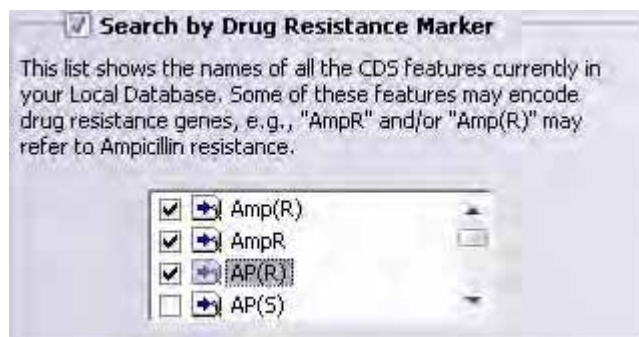 Search by Drug Resistance Marker
This list shows the names of all the CDS features currently in
your Local Database. Some of these features may encode
drug resistance genes, e.g., "AmpR" and/or "Amp(R)" may
refer to Ampicillin resistance.
Amp(R)
AmpR
AP(R)
AP(S)